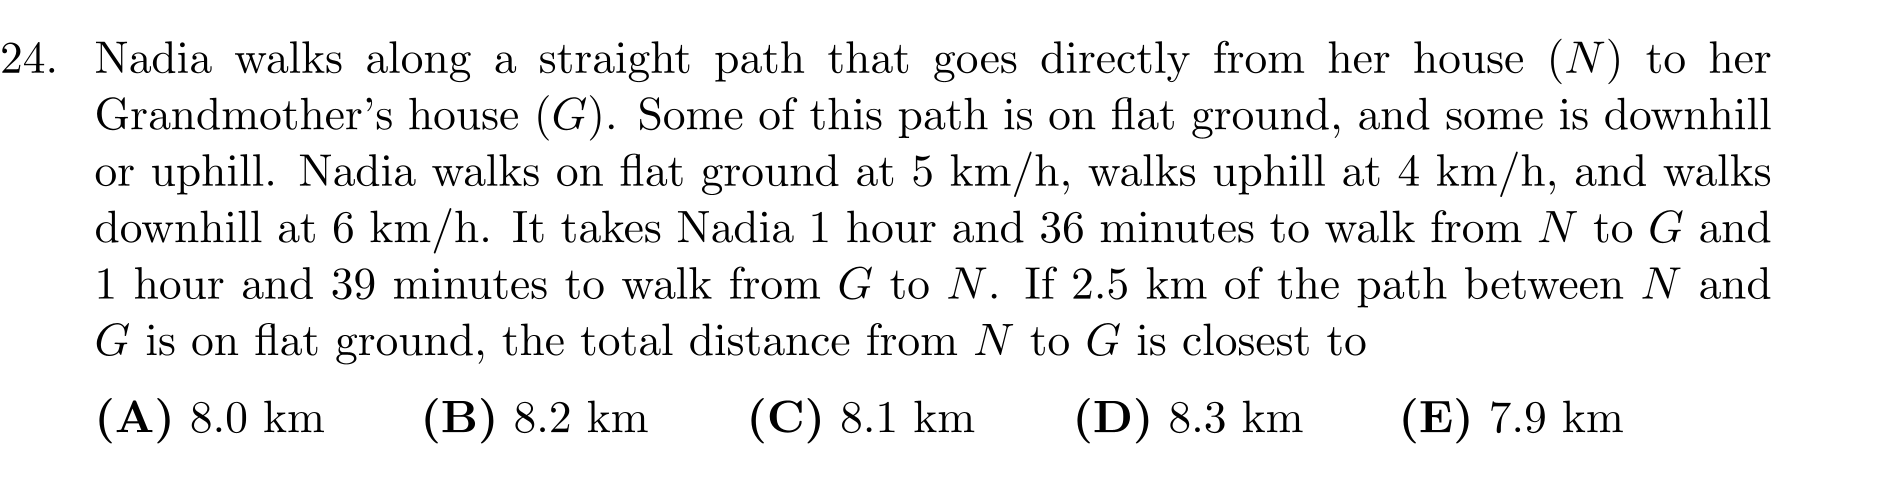 24. Nadia walks along a straight path that goes directly from her house (N) to her
Grandmother's house (G). Some of this path is on flat ground, and some is downhill
or uphill. Nadia walks on flat ground at 5 km/h, walks uphill at 4 km/h, and walks
downhill at 6 km/h. It takes Nadia 1 hour and 36 minutes to walk from N to G and
1 hour and 39 minutes to walk from G to N. If 2.5 km of the path between N and
G is on flat ground, the total distance from N to G is closest to
(A) 8.0 km (B) 8.2 km (C) 8.1 km (D) 8.3 km (E) 7.9 km